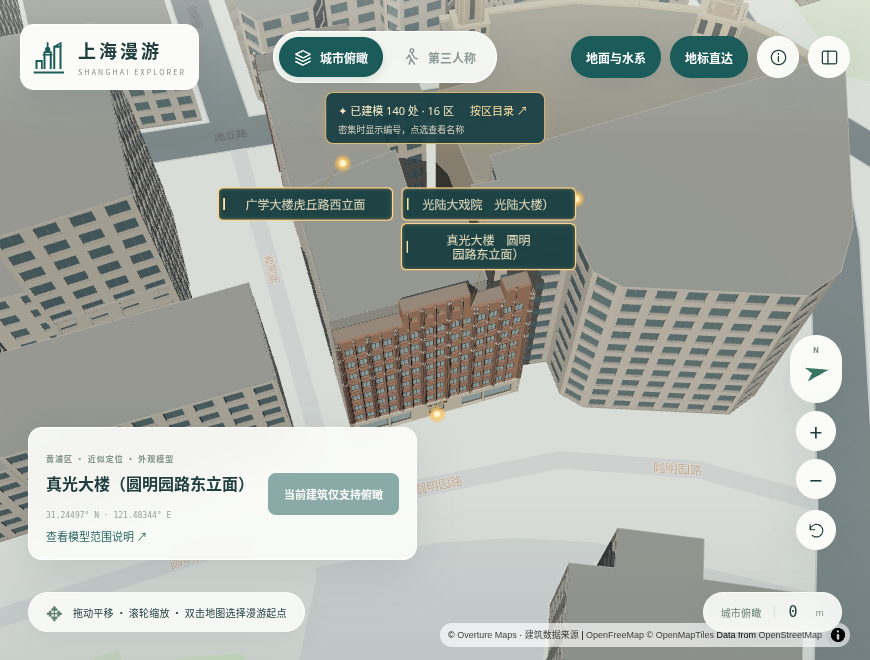 上海漫游
SHANGHAI EXPLORER
城市俯瞰
第三人称
地面与水系
地标直达
✦ 已建模 140 处 · 16 区 按区目录 ↗
密集时显示编号，点选查看名称
虎丘路
广学大楼虎丘路西立面
光陆大戏院 光陆大楼）
真光大楼 圆明
园路东立面）
N
黄浦区 · 近似定位 · 外观模型
真光大楼（圆明园路东立面）
31.24497° N · 121.48344° E
查看模型范围说明 ↗
当前建筑仅支持俯瞰
圆明园路
圆明园路
拖动平移 · 滚轮缩放 · 双击地图选择漫游起点
城市俯瞰 0 m
© Overture Maps · 建筑数据来源 | OpenFreeMap © OpenMapTiles Data from OpenStreetMap